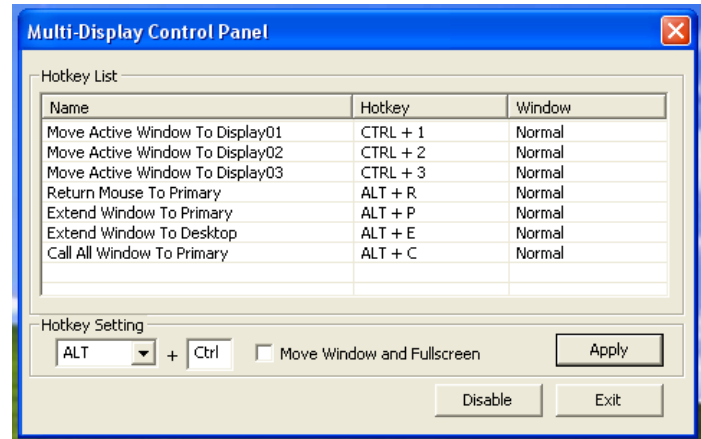 Multi-Display Control Panel
Hotkey List
Name Hotkey Window
Move Active Window To Display01 CTRL + 1 Normal
Move Active Window To Display02 CTRL + 2 Normal
Move Active Window To Display03 CTRL + 3 Normal
Return Mouse To Primary ALT + R Normal
Extend Window To Primary ALT + P Normal
Extend Window To Desktop ALT + E Normal
Call All Window To Primary ALT + C Normal
Hotkey Setting
ALT + Ctrl Move Window and Fullscreen Apply
Disable Exit